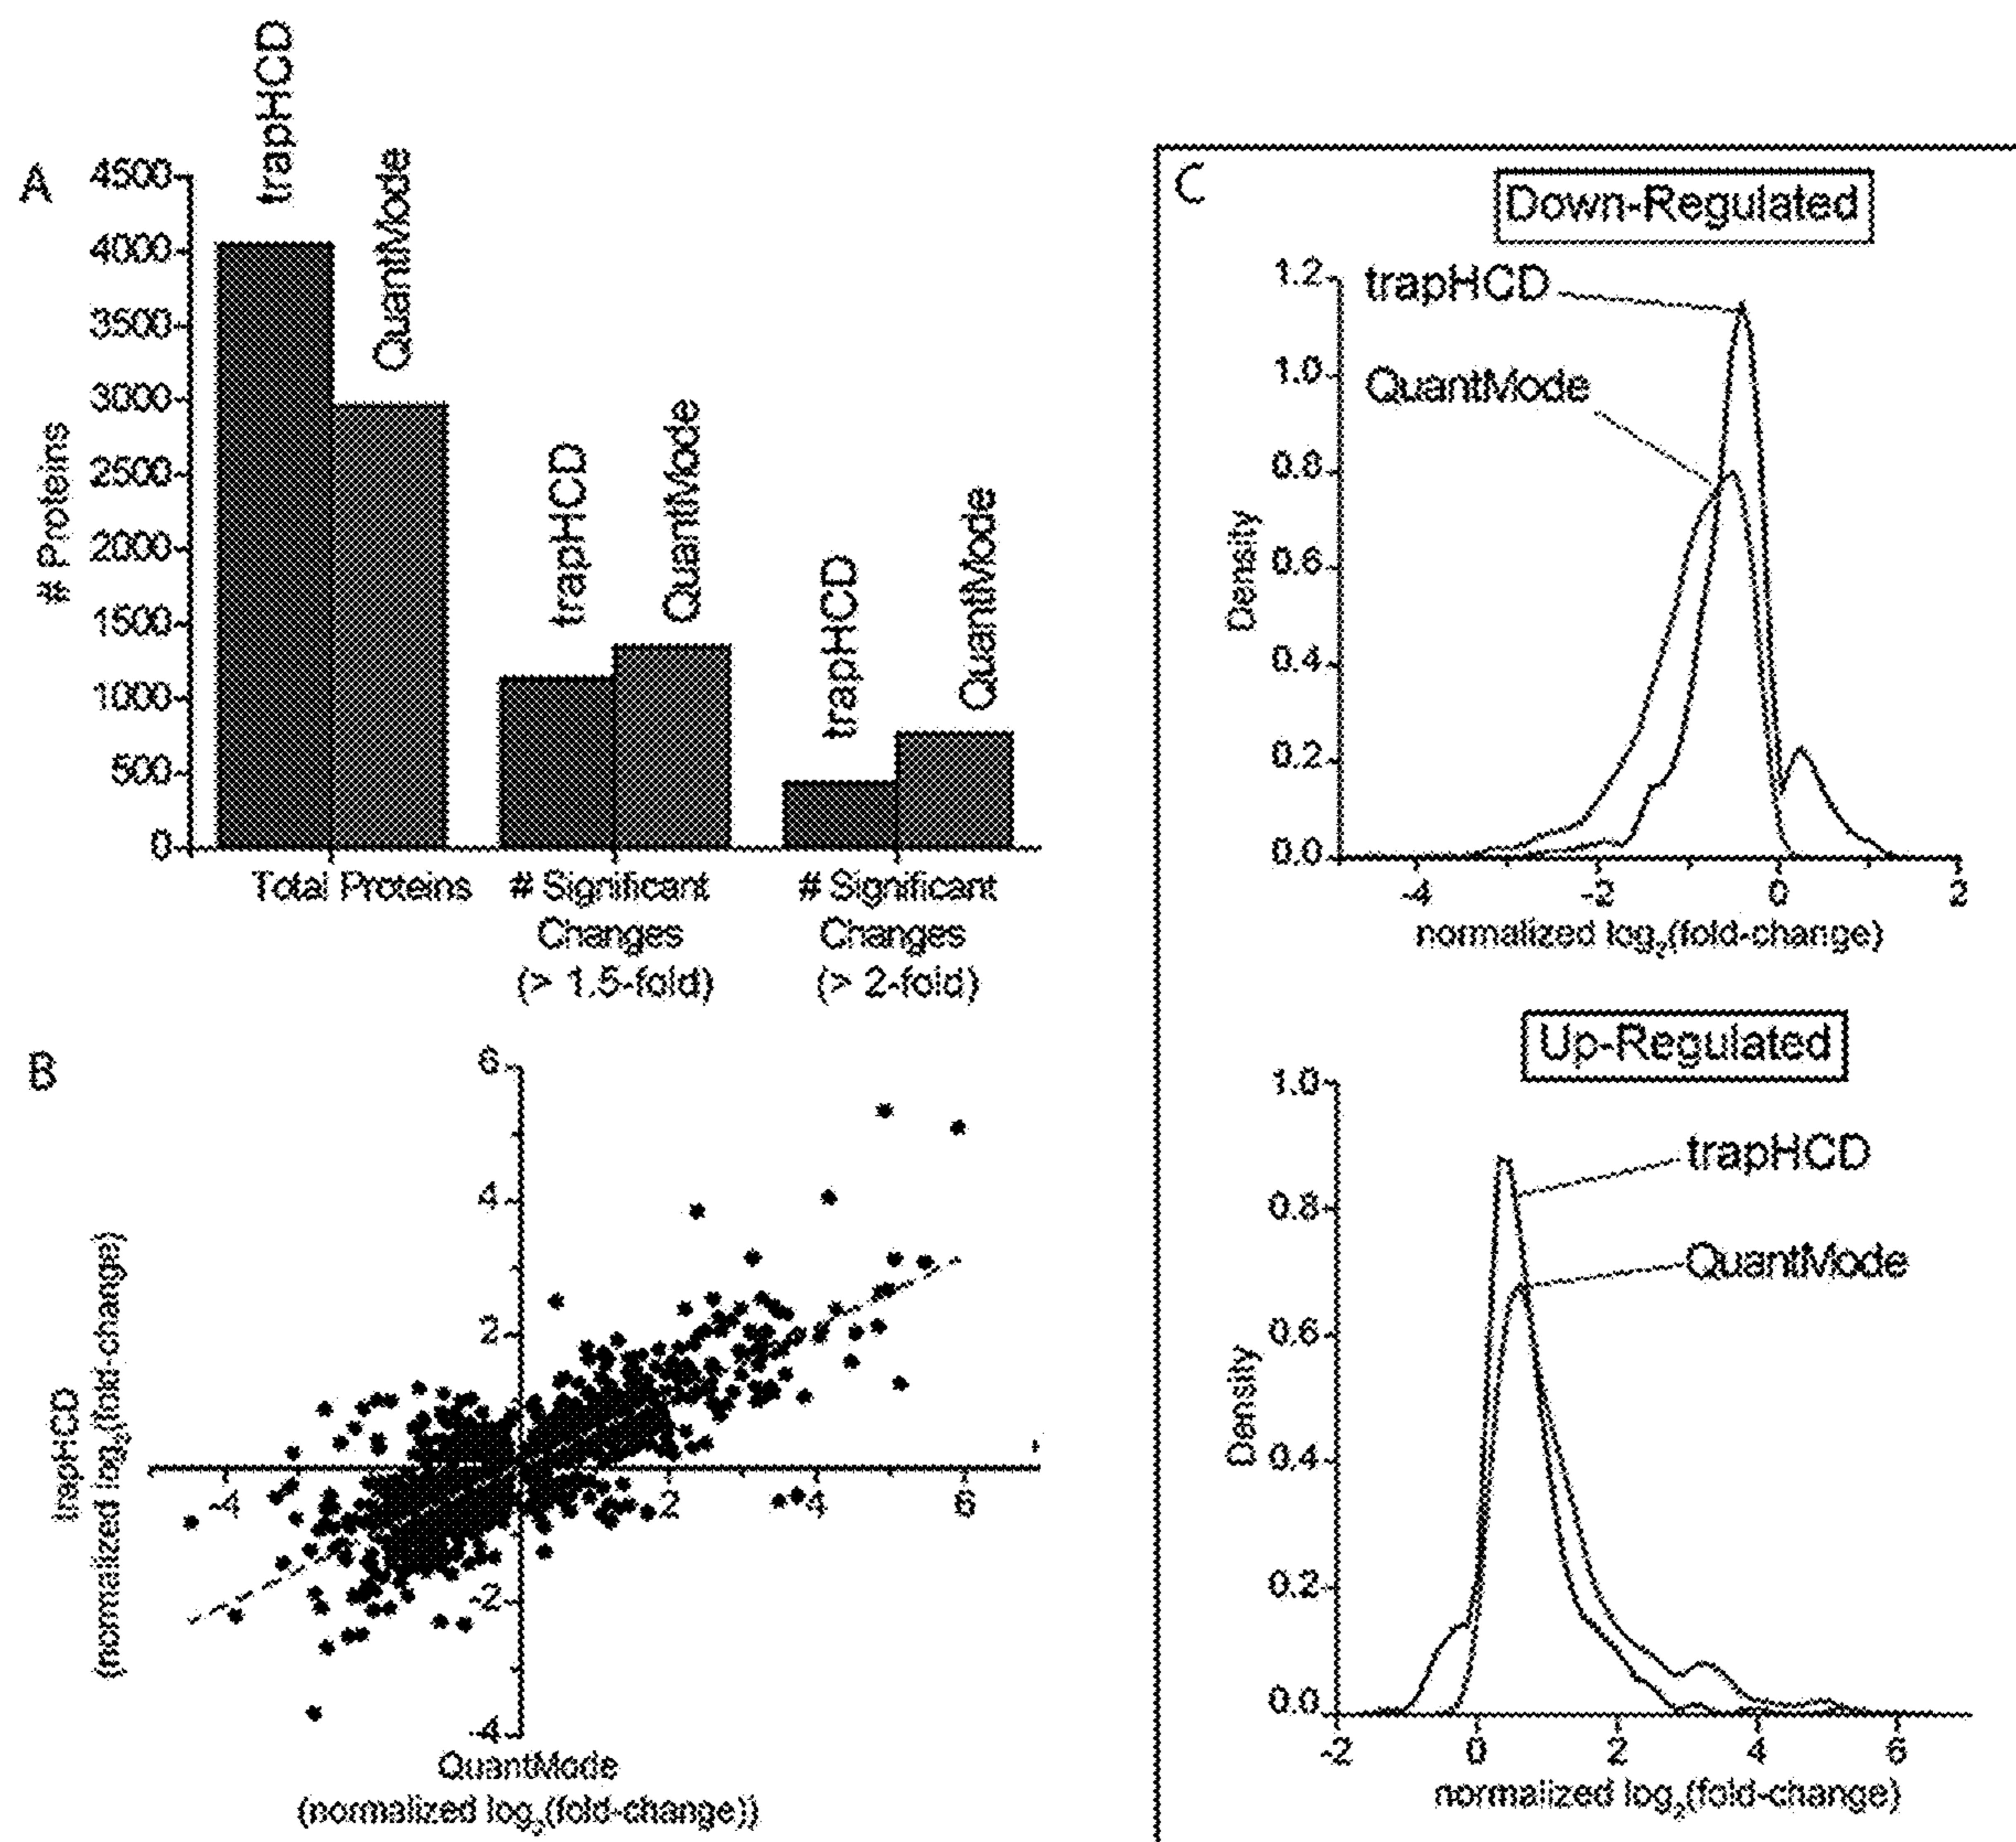 A
trapHCD
QuantMode
trapHCD
QuantMode
trapHCD
QuantMode
# Proteins
4500
4000
3500
3000
2500
2000
1500
1000
500
0
Total Proteins
# Significant
Changes
(> 1.5-fold)
# Significant
Changes
(> 2-fold)
B
trapHCD
(normalized log2(fold-change)
6
4
2
-2
-4
-4
2
4
6
QuantMode
(normalized log2(fold-change))
C
Down-Regulated
trapHCD
QuantMode
Density
1.2
1.0
0.8
0.6
0.4
0.2
0.0
-4
-2
0
2
normalized log2(fold-change)
Up-Regulated
trapHCD
QuantMode
Density
1.0
0.8
0.6
0.4
0.2
0.0
-2
0
2
4
6
normalized log2(fold-change)